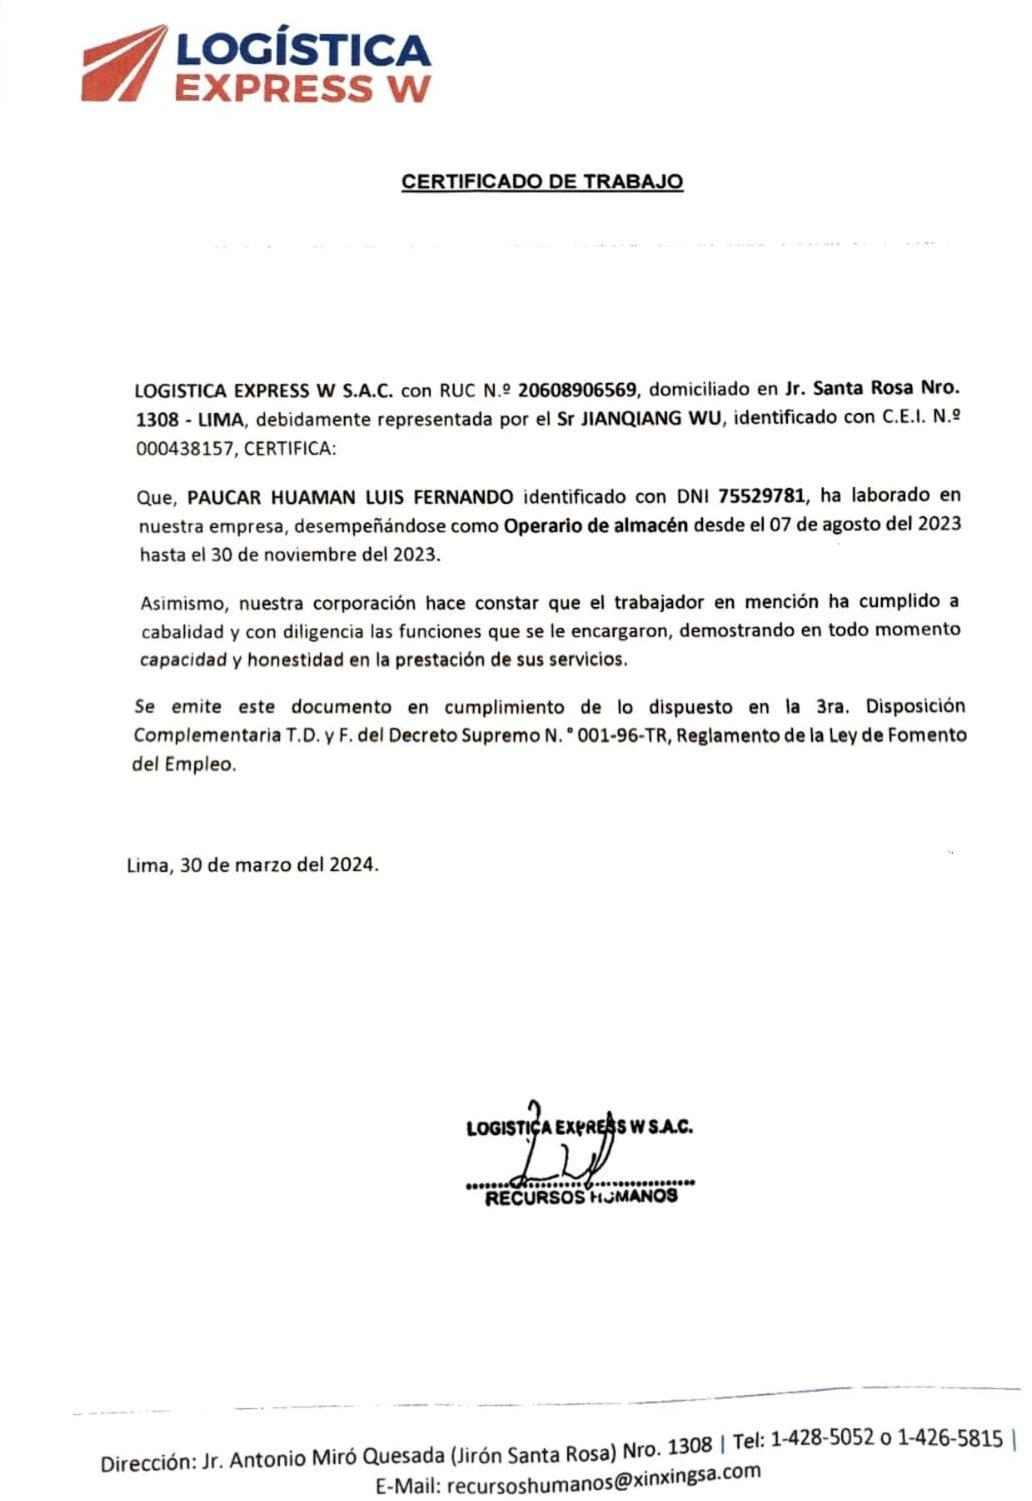 LOGÍSTICA
EXPRESS W
CERTIFICADO DE TRABAJO
LOGISTICA EXPRESS W S.A.C. con RUC N.º 20608906569, domiciliado en Jr. Santa Rosa Nro.
1308 - LIMA, debidamente representada por el Sr JIANQIANG WU, identificado con C.E.I. N.º
000438157, CERTIFICA:
Que, PAUCAR HUAMAN LUIS FERNANDO identificado con DNI 75529781, ha laborado en
nuestra empresa, desempeñándose como Operario de almacén desde el 07 de agosto del 2023
hasta el 30 de noviembre del 2023.
Asimismo, nuestra corporación hace constar que el trabajador en mención ha cumplido a
cabalidad y con diligencia las funciones que se le encargaron, demostrando en todo momento
capacidad y honestidad en la prestación de sus servicios.
Se emite este documento en cumplimiento de lo dispuesto en la 3ra. Disposición
Complementaria T.D. y F. del Decreto Supremo N.° 001-96-TR, Reglamento de la Ley de Fomento
del Empleo.
Lima, 30 de marzo del 2024.
LOGISTICA EXPRESS W S.A.C.
RECURSOS HUMANOS
Dirección: Jr. Antonio Miró Quesada (Jirón Santa Rosa) Nro. 1308 | Tel: 1-428-5052 o 1-426-5815 |
E-Mail: recursoshumanos@xinxingsa.com